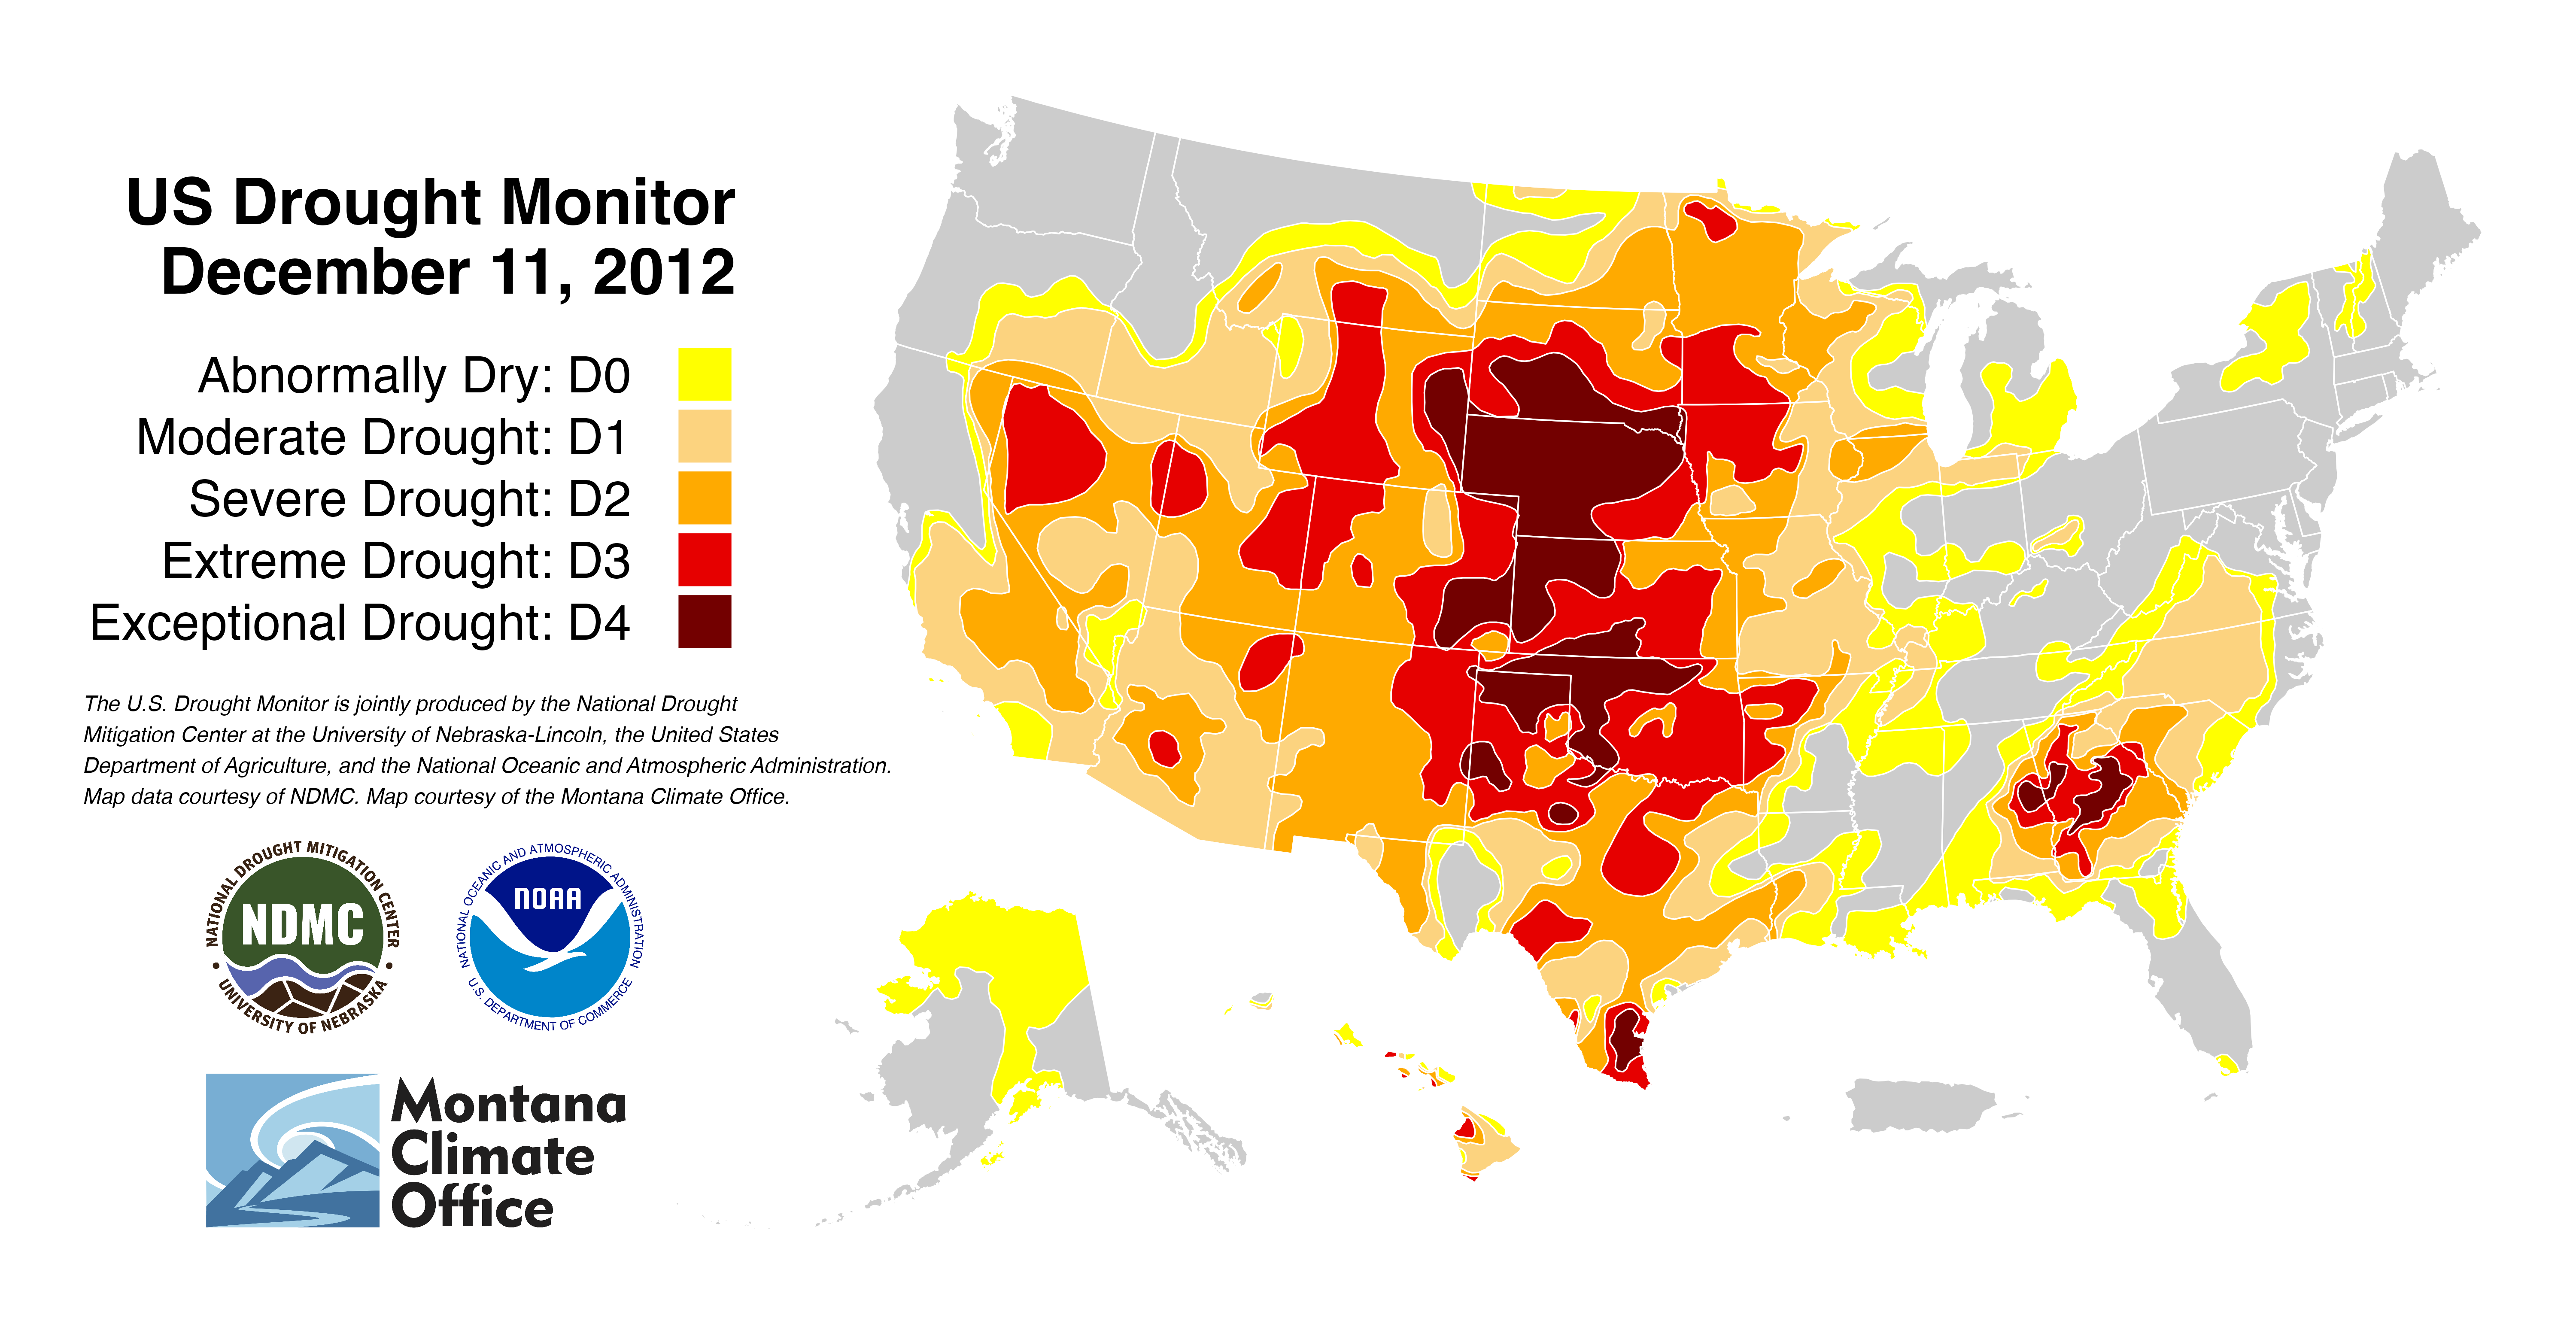 US Drought Monitor
December 11, 2012
Abnormally Dry: D0
Moderate Drought: D1
Severe Drought: D2
Extreme Drought: D3
Exceptional Drought: D4
The U.S. Drought Monitor is jointly produced by the National Drought
Mitigation Center at the University of Nebraska-Lincoln, the United States
Department of Agriculture, and the National Oceanic and Atmospheric Administration.
Map data courtesy of NDMC. Map courtesy of the Montana Climate Office.
NATIONAL DROUGHT MITIGATION CENTER
NDMC
• UNIVERSITY OF NEBRASKA •
NATIONAL OCEANIC AND ATMOSPHERIC ADMINISTRATION
NOAA
U.S. DEPARTMENT OF COMMERCE
Montana
Climate
Office